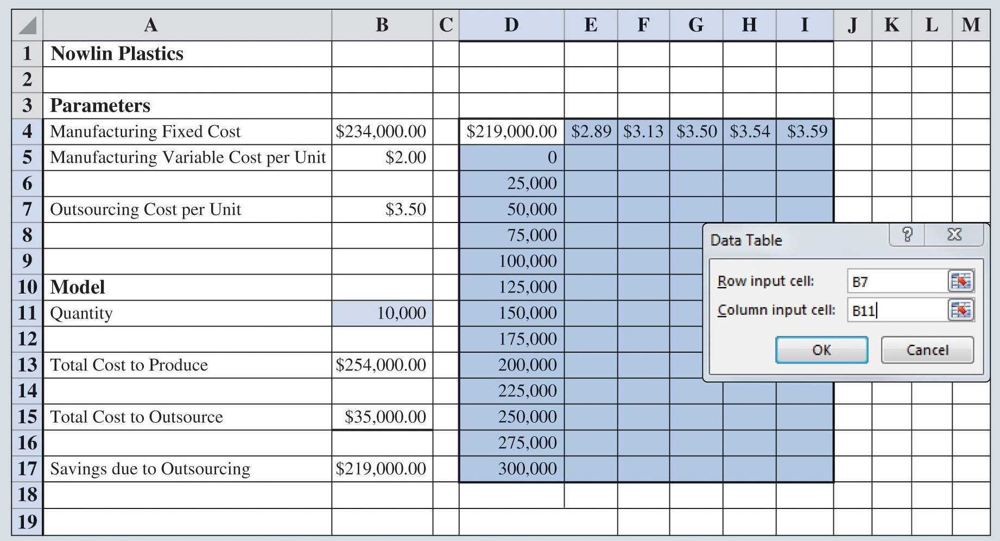 A B C D E F G H I J K L M
1 Nowlin Plastics
2
3 Parameters
4 Manufacturing Fixed Cost $234,000.00 $219,000.00 $2.89 $3.13 $3.50 $3.54 $3.59
5 Manufacturing Variable Cost per Unit $2.00 0
6 25,000
7 Outsourcing Cost per Unit $3.50 50,000
8 75,000
9 100,000
10 Model 125,000
11 Quantity 10,000 150,000
12 175,000
13 Total Cost to Produce $254,000.00 200,000
14 225,000
15 Total Cost to Outsource $35,000.00 250,000
16 275,000
17 Savings due to Outsourcing $219,000.00 300,000
18
19
Data Table ? X
Row input cell: B7
Column input cell: B11
OK Cancel